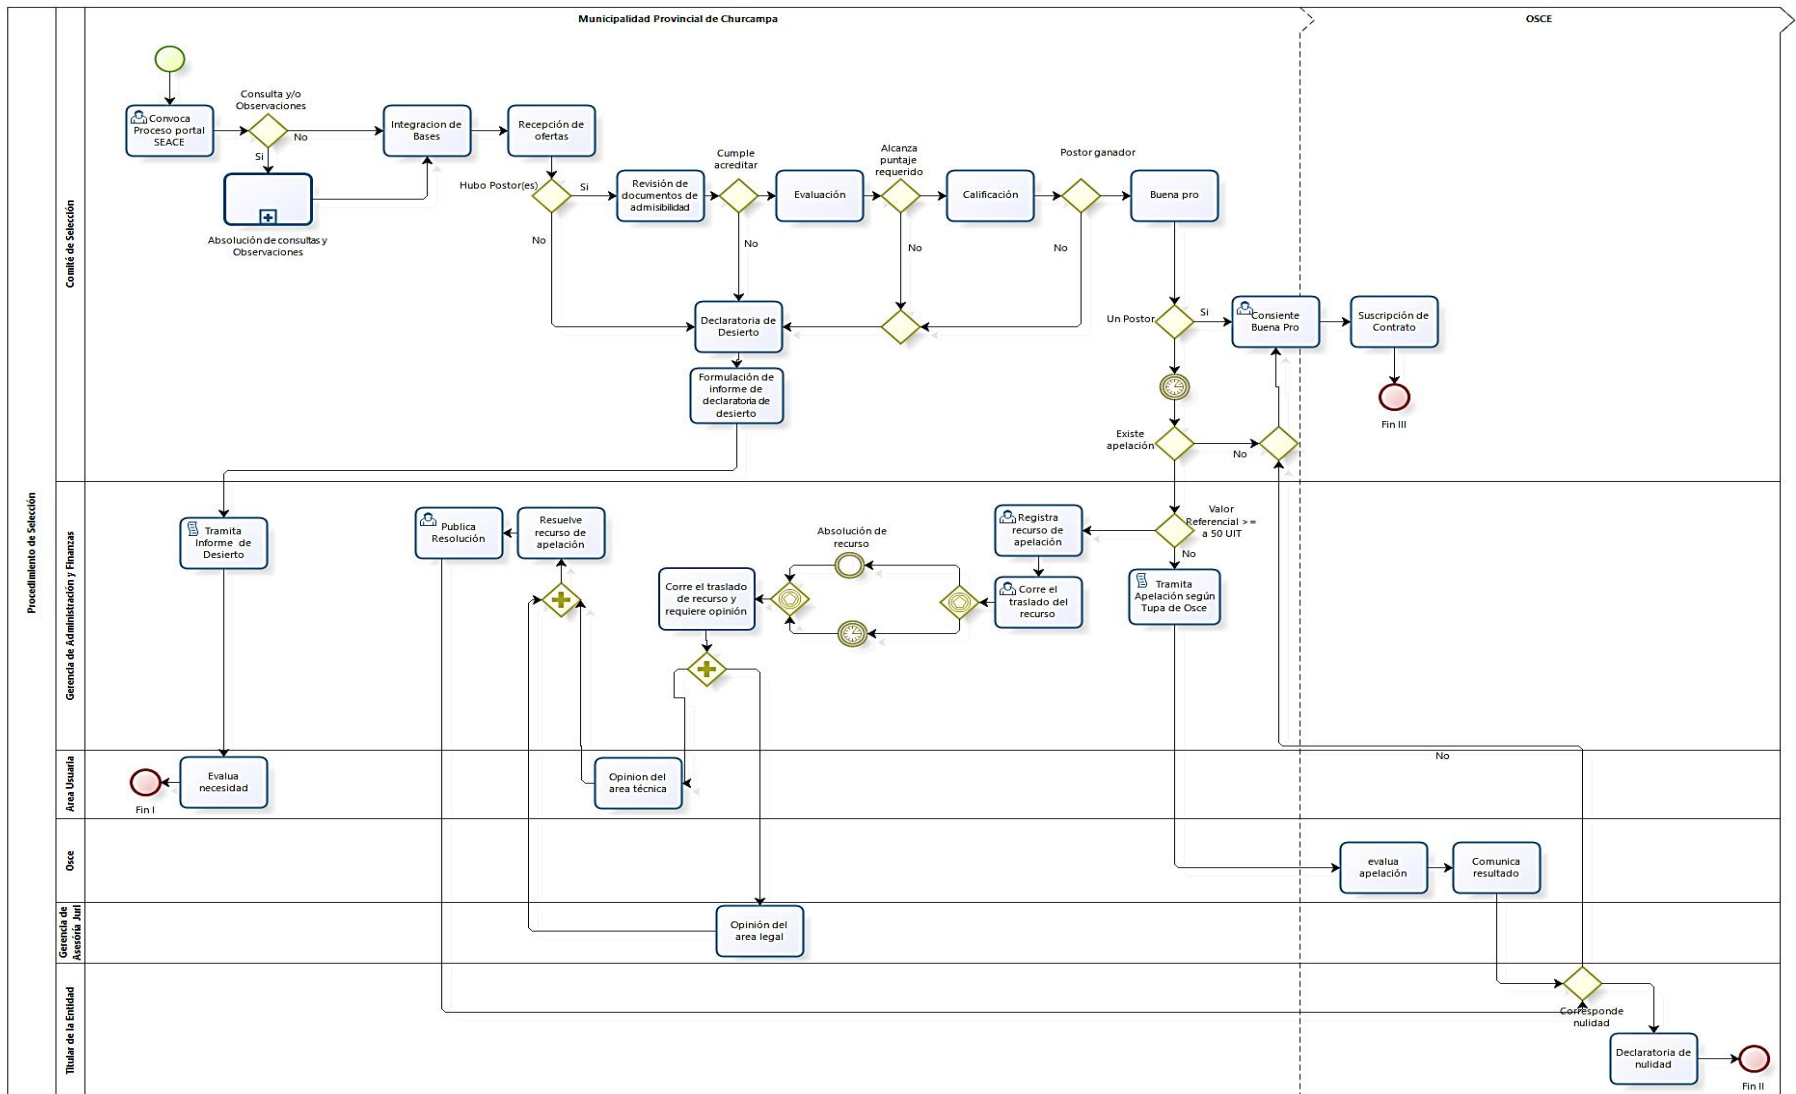 Municipalidad Provincial de Churcampa
OSCE
Procedimiento de Selección
Comité de Selección
Convoca
Proceso portal
SEACE
Consulta y/o
Observaciones
No
Si
Absolución de consultas y
Observaciones
Integracion de
Bases
Recepción de
ofertas
Hubo Postor(es)
Si
No
Revisión de
documentos de
admisibilidad
Cumple
acreditar
No
Evaluación
Alcanza
puntaje
requerido
No
Calificación
Postor ganador
No
Buena pro
Declaratoria de
Desierto
Formulación de
informe de
declaratoria de
desierto
Un Postor
Si
Consiente
Buena Pro
Suscripción de
Contrato
Fin III
Existe
apelación
No
Gerencia de Administración y Finanzas
Tramita
Informe de
Desierto
Publica
Resolución
Resuelve
recurso de
apelación
Corre el traslado
de recurso y
requiere opinión
Absolución de
recurso
Registra
recurso de
apelación
Corre el
traslado del
recurso
Valor
Referencial >=
a 50 UIT
No
Tramita
Apelación según
Tupa de Osce
Area Usuaria
Fin I
Evalua
necesidad
Opinion del
area técnica
No
Osce
evalua
apelación
Comunica
resultado
Gerencia de
Asesoría Juri
Opinión del
area legal
Titular de la Entidad
Corresponde
nulidad
Declaratoria de
nulidad
Fin II